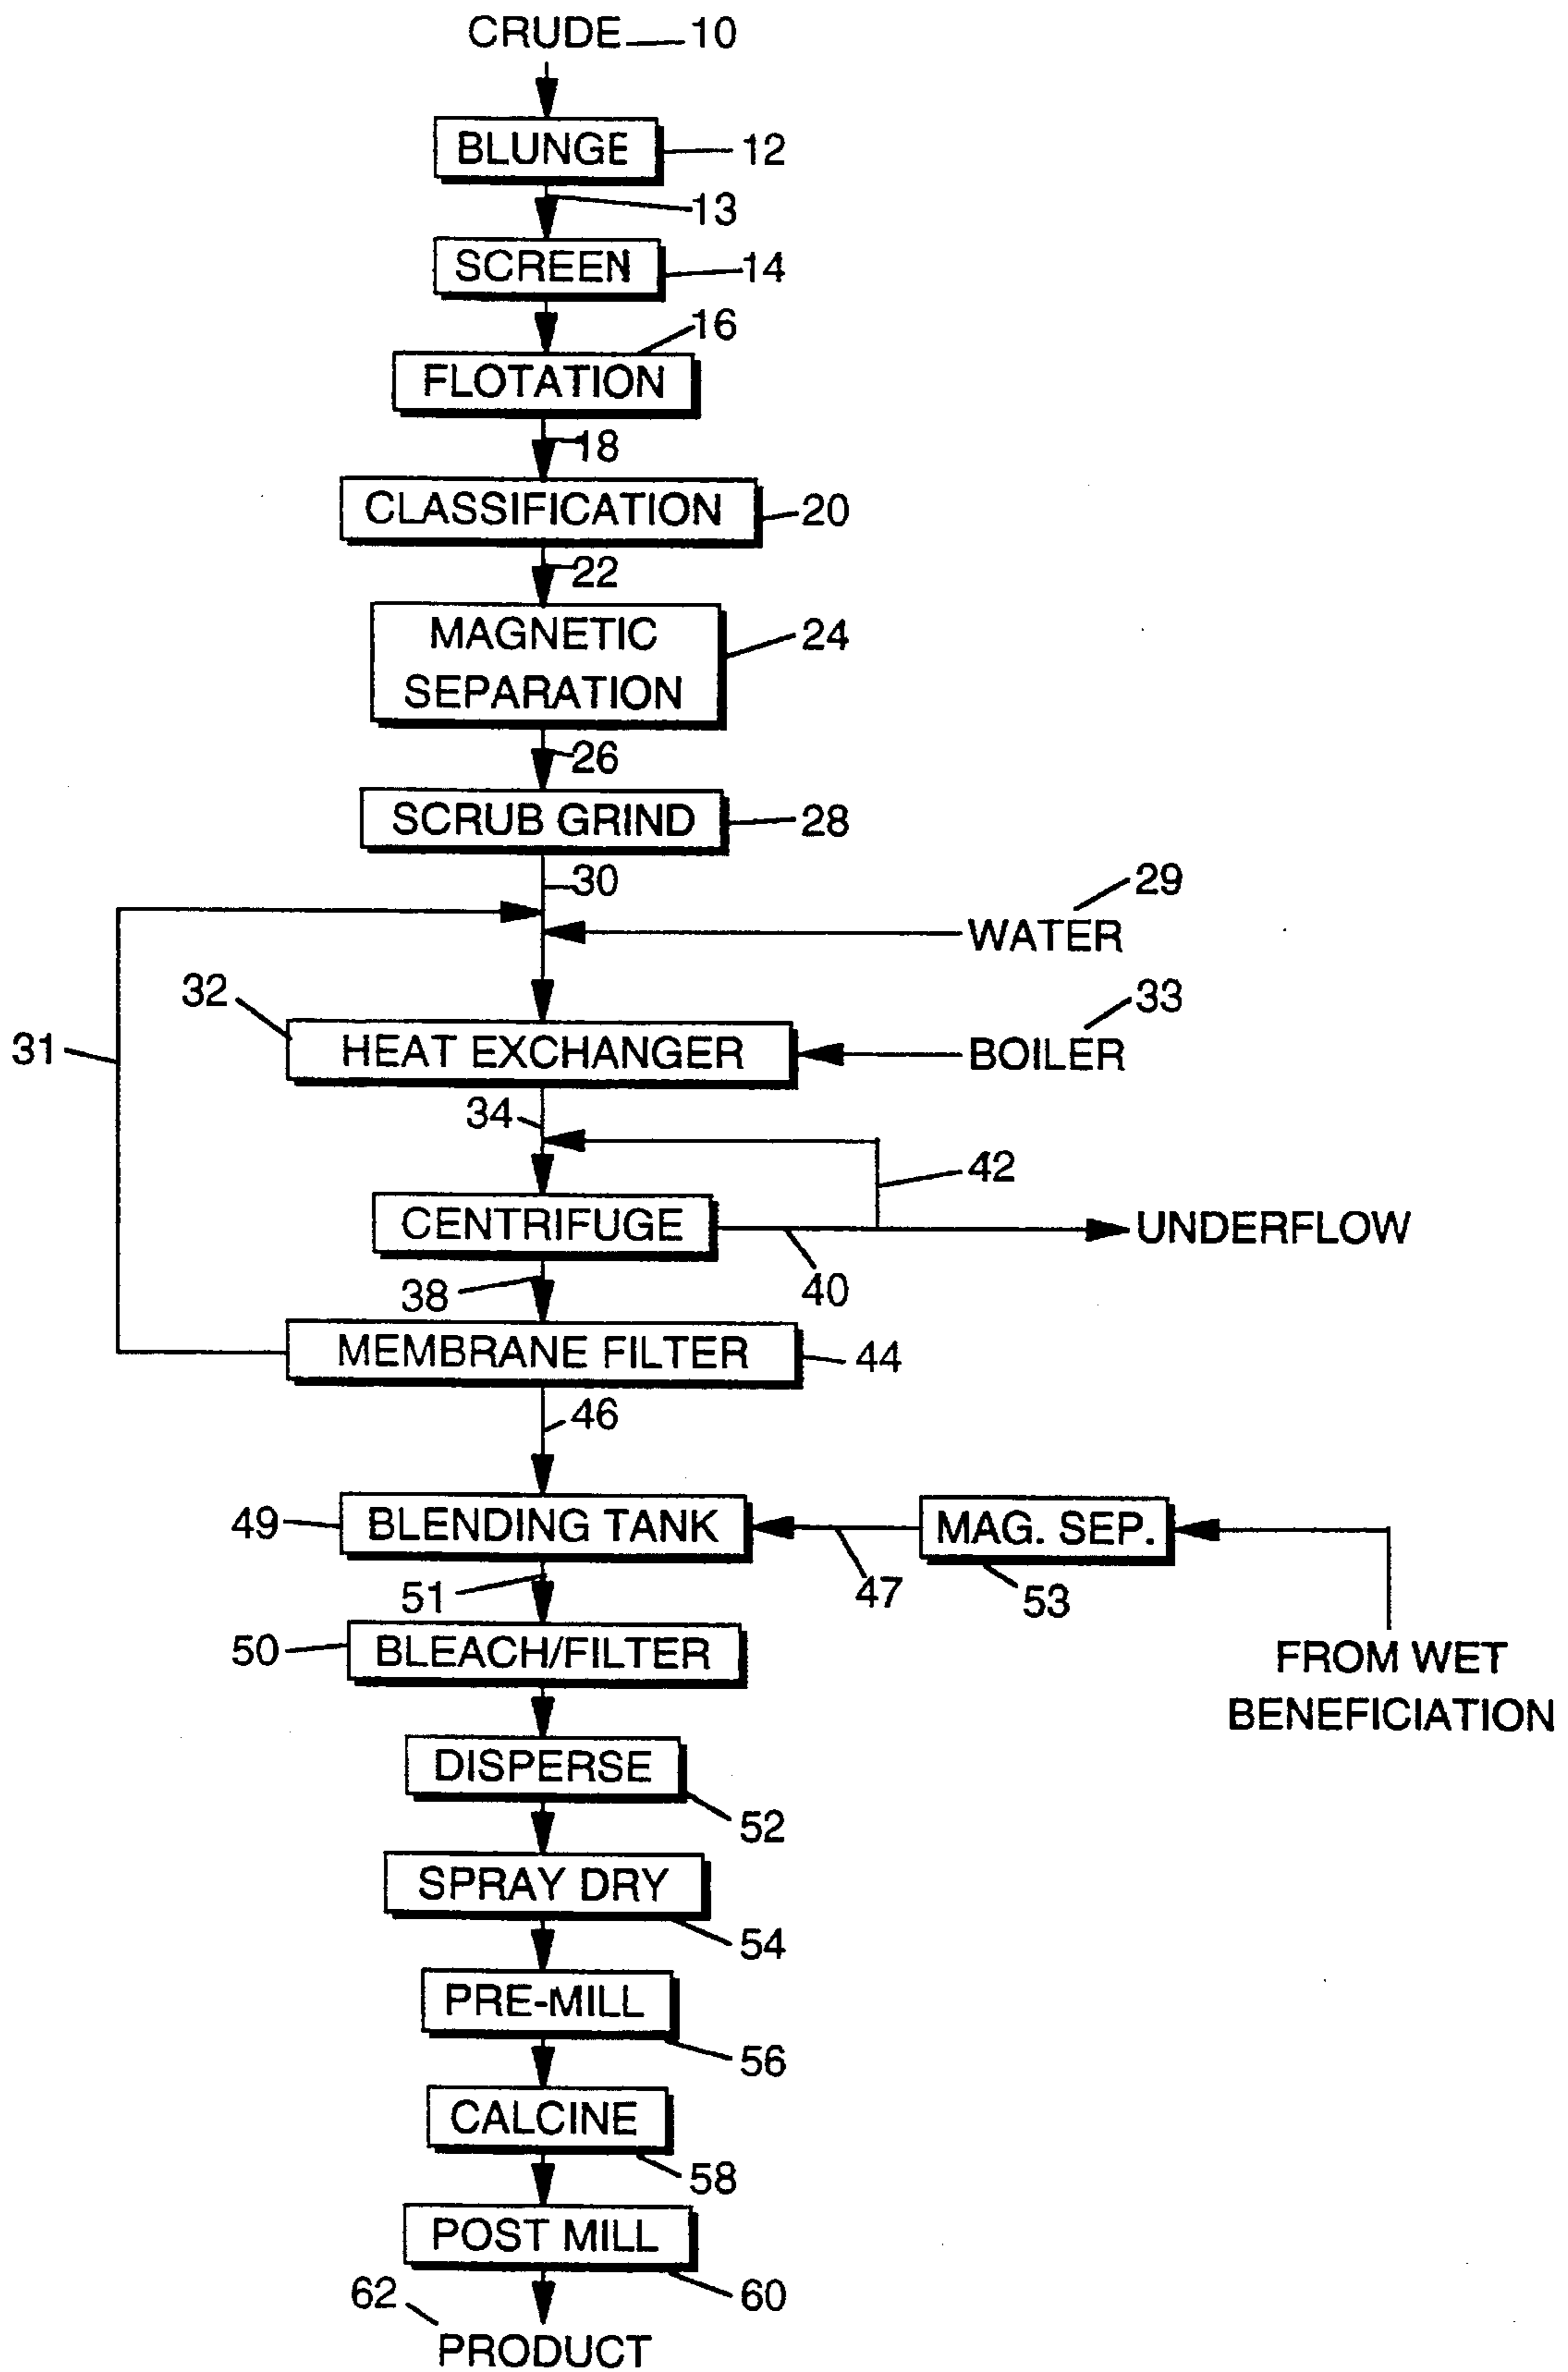 CRUDE 10
BLUNGE 12
13
SCREEN 14
16
FLOTATION
18
CLASSIFICATION 20
22
MAGNETIC
SEPARATION
24
26
SCRUB GRIND 28
30
29
WATER
32
33
31
HEAT EXCHANGER
BOILER
34
42
CENTRIFUGE
UNDERFLOW
38
40
MEMBRANE FILTER 44
46
49 BLENDING TANK
MAG. SEP.
51
47
53
50 BLEACH/FILTER
FROM WET
BENEFICIATION
DISPERSE
52
SPRAY DRY
54
PRE-MILL
56
CALCINE
58
POST MILL
60
62
PRODUCT